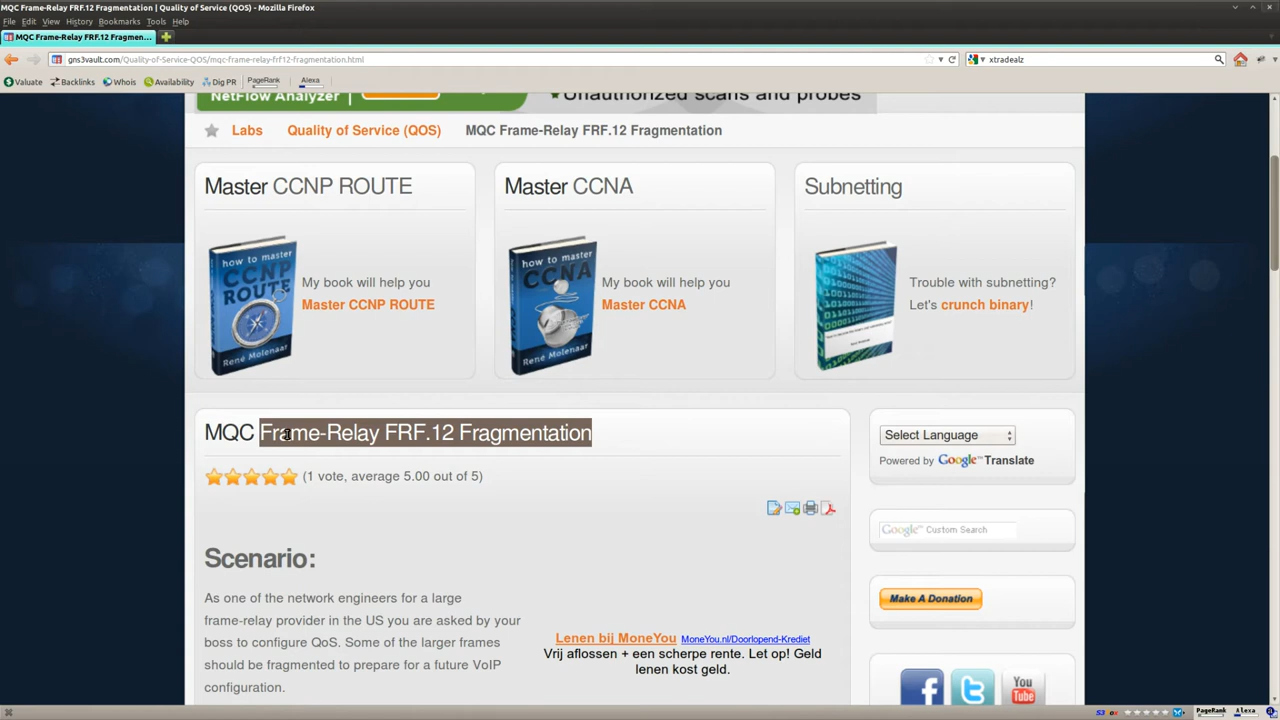 MQC Frame-Relay FRF.12 Fragmentation | Quality of Service (QOS) - Mozilla Firefox
File Edit View History Bookmarks Tools Help
MQC Frame-Relay FRF.12 Fragmen...
gns3vault.com/Quality-of-Service-QOS/mqc-frame-relay-frf12-fragmentation.html
xtradealz
Valuate Backlinks Whois Availability Dig PR PageRank Alexa
NetFlow Analyzer
Unauthorized scans and probes
Labs Quality of Service (QOS) MQC Frame-Relay FRF.12 Fragmentation
Master CCNP ROUTE
how to master
CCNP
ROUTE
René Molenaar
My book will help you
Master CCNP ROUTE
Master CCNA
how to master
CCNA
René Molenaar
My book will help you
Master CCNA
Subnetting
Trouble with subnetting?
Let's crunch binary!
MQC Frame-Relay FRF.12 Fragmentation
(1 vote, average 5.00 out of 5)
Scenario:
As one of the network engineers for a large
frame-relay provider in the US you are asked by your
boss to configure QoS. Some of the larger frames
should be fragmented to prepare for a future VoIP
configuration.
Lenen bij MoneYou MoneYou.nl/Doorlopend-Krediet
Vrij aflossen + een scherpe rente. Let op! Geld
lenen kost geld.
Select Language
Powered by Google Translate
Google Custom Search
Make A Donation
You
Tube
PageRank Alexa